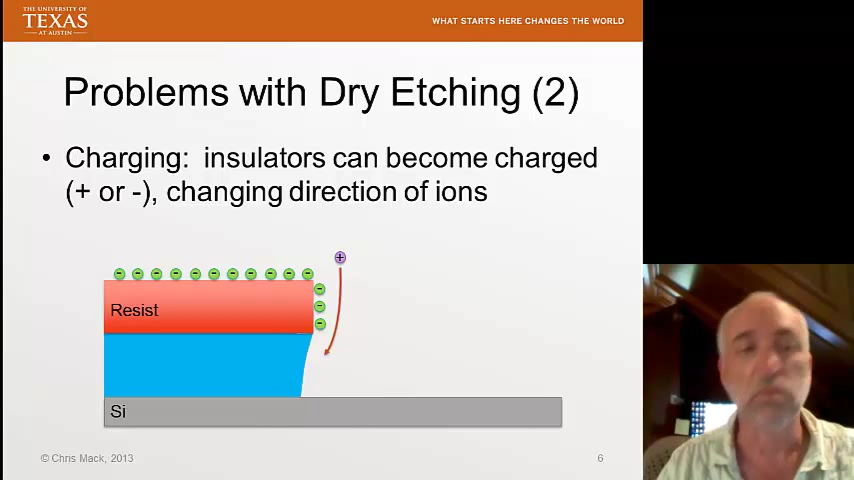 THE UNIVERSITY OF
TEXAS
AT AUSTIN
WHAT STARTS HERE CHANGES THE WORLD
Problems with Dry Etching (2)
• Charging: insulators can become charged
(+ or -), changing direction of ions
+
- - - - - - - - - - -
-
Resist
-
-
Si
© Chris Mack, 2013
6